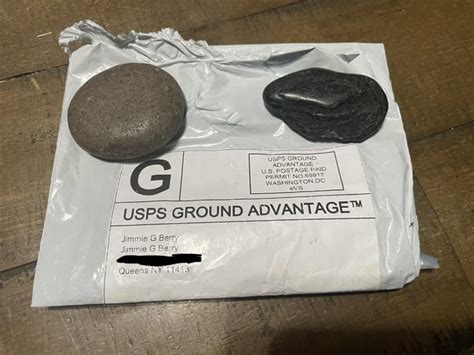 G
USPS GROUND
ADVANTAGE -
U.S. POSTAGE PAID
PERMIT NO.65917
WASHINGTON,DC
eVS
USPS GROUND ADVANTAGE™
Jimmie G Berry
Jimmie G Berry
Queens NY 11413